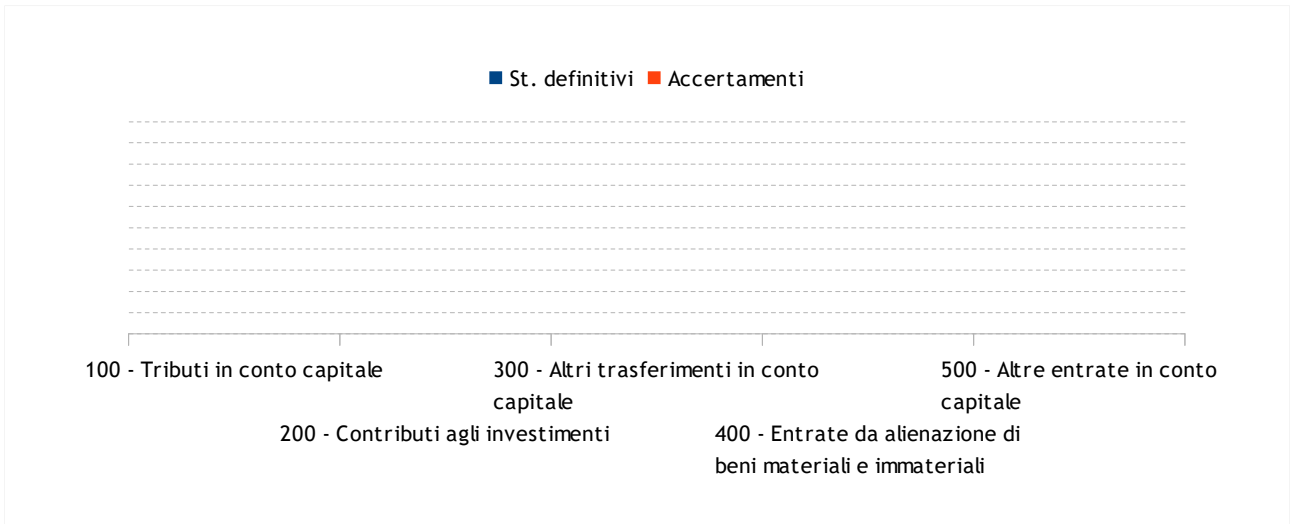 St. definitivi Accertamenti
100 - Tributi in conto capitale
200 - Contributi agli investimenti
300 - Altri trasferimenti in conto
capitale
400 - Entrate da alienazione di
beni materiali e immateriali
500 - Altre entrate in conto
capitale